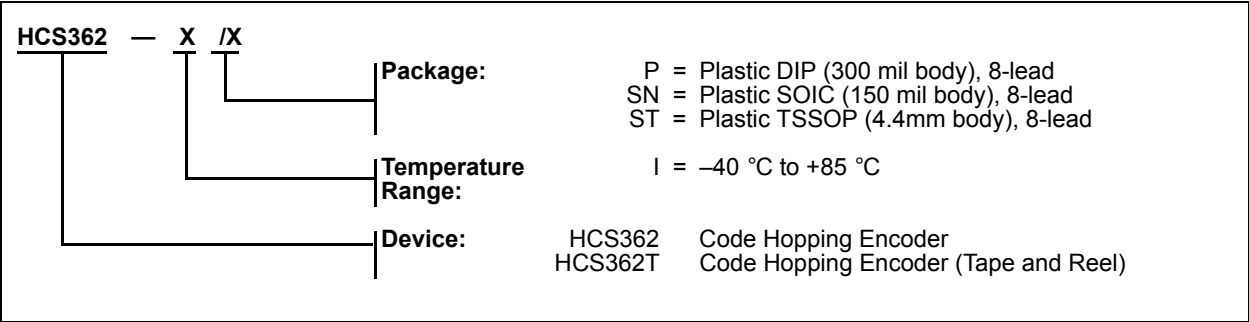 HCS362 — X /X
Package: P = Plastic DIP (300 mil body), 8-lead
SN = Plastic SOIC (150 mil body), 8-lead
ST = Plastic TSSOP (4.4mm body), 8-lead
Temperature I = –40 °C to +85 °C
Range:
Device: HCS362 Code Hopping Encoder
HCS362T Code Hopping Encoder (Tape and Reel)